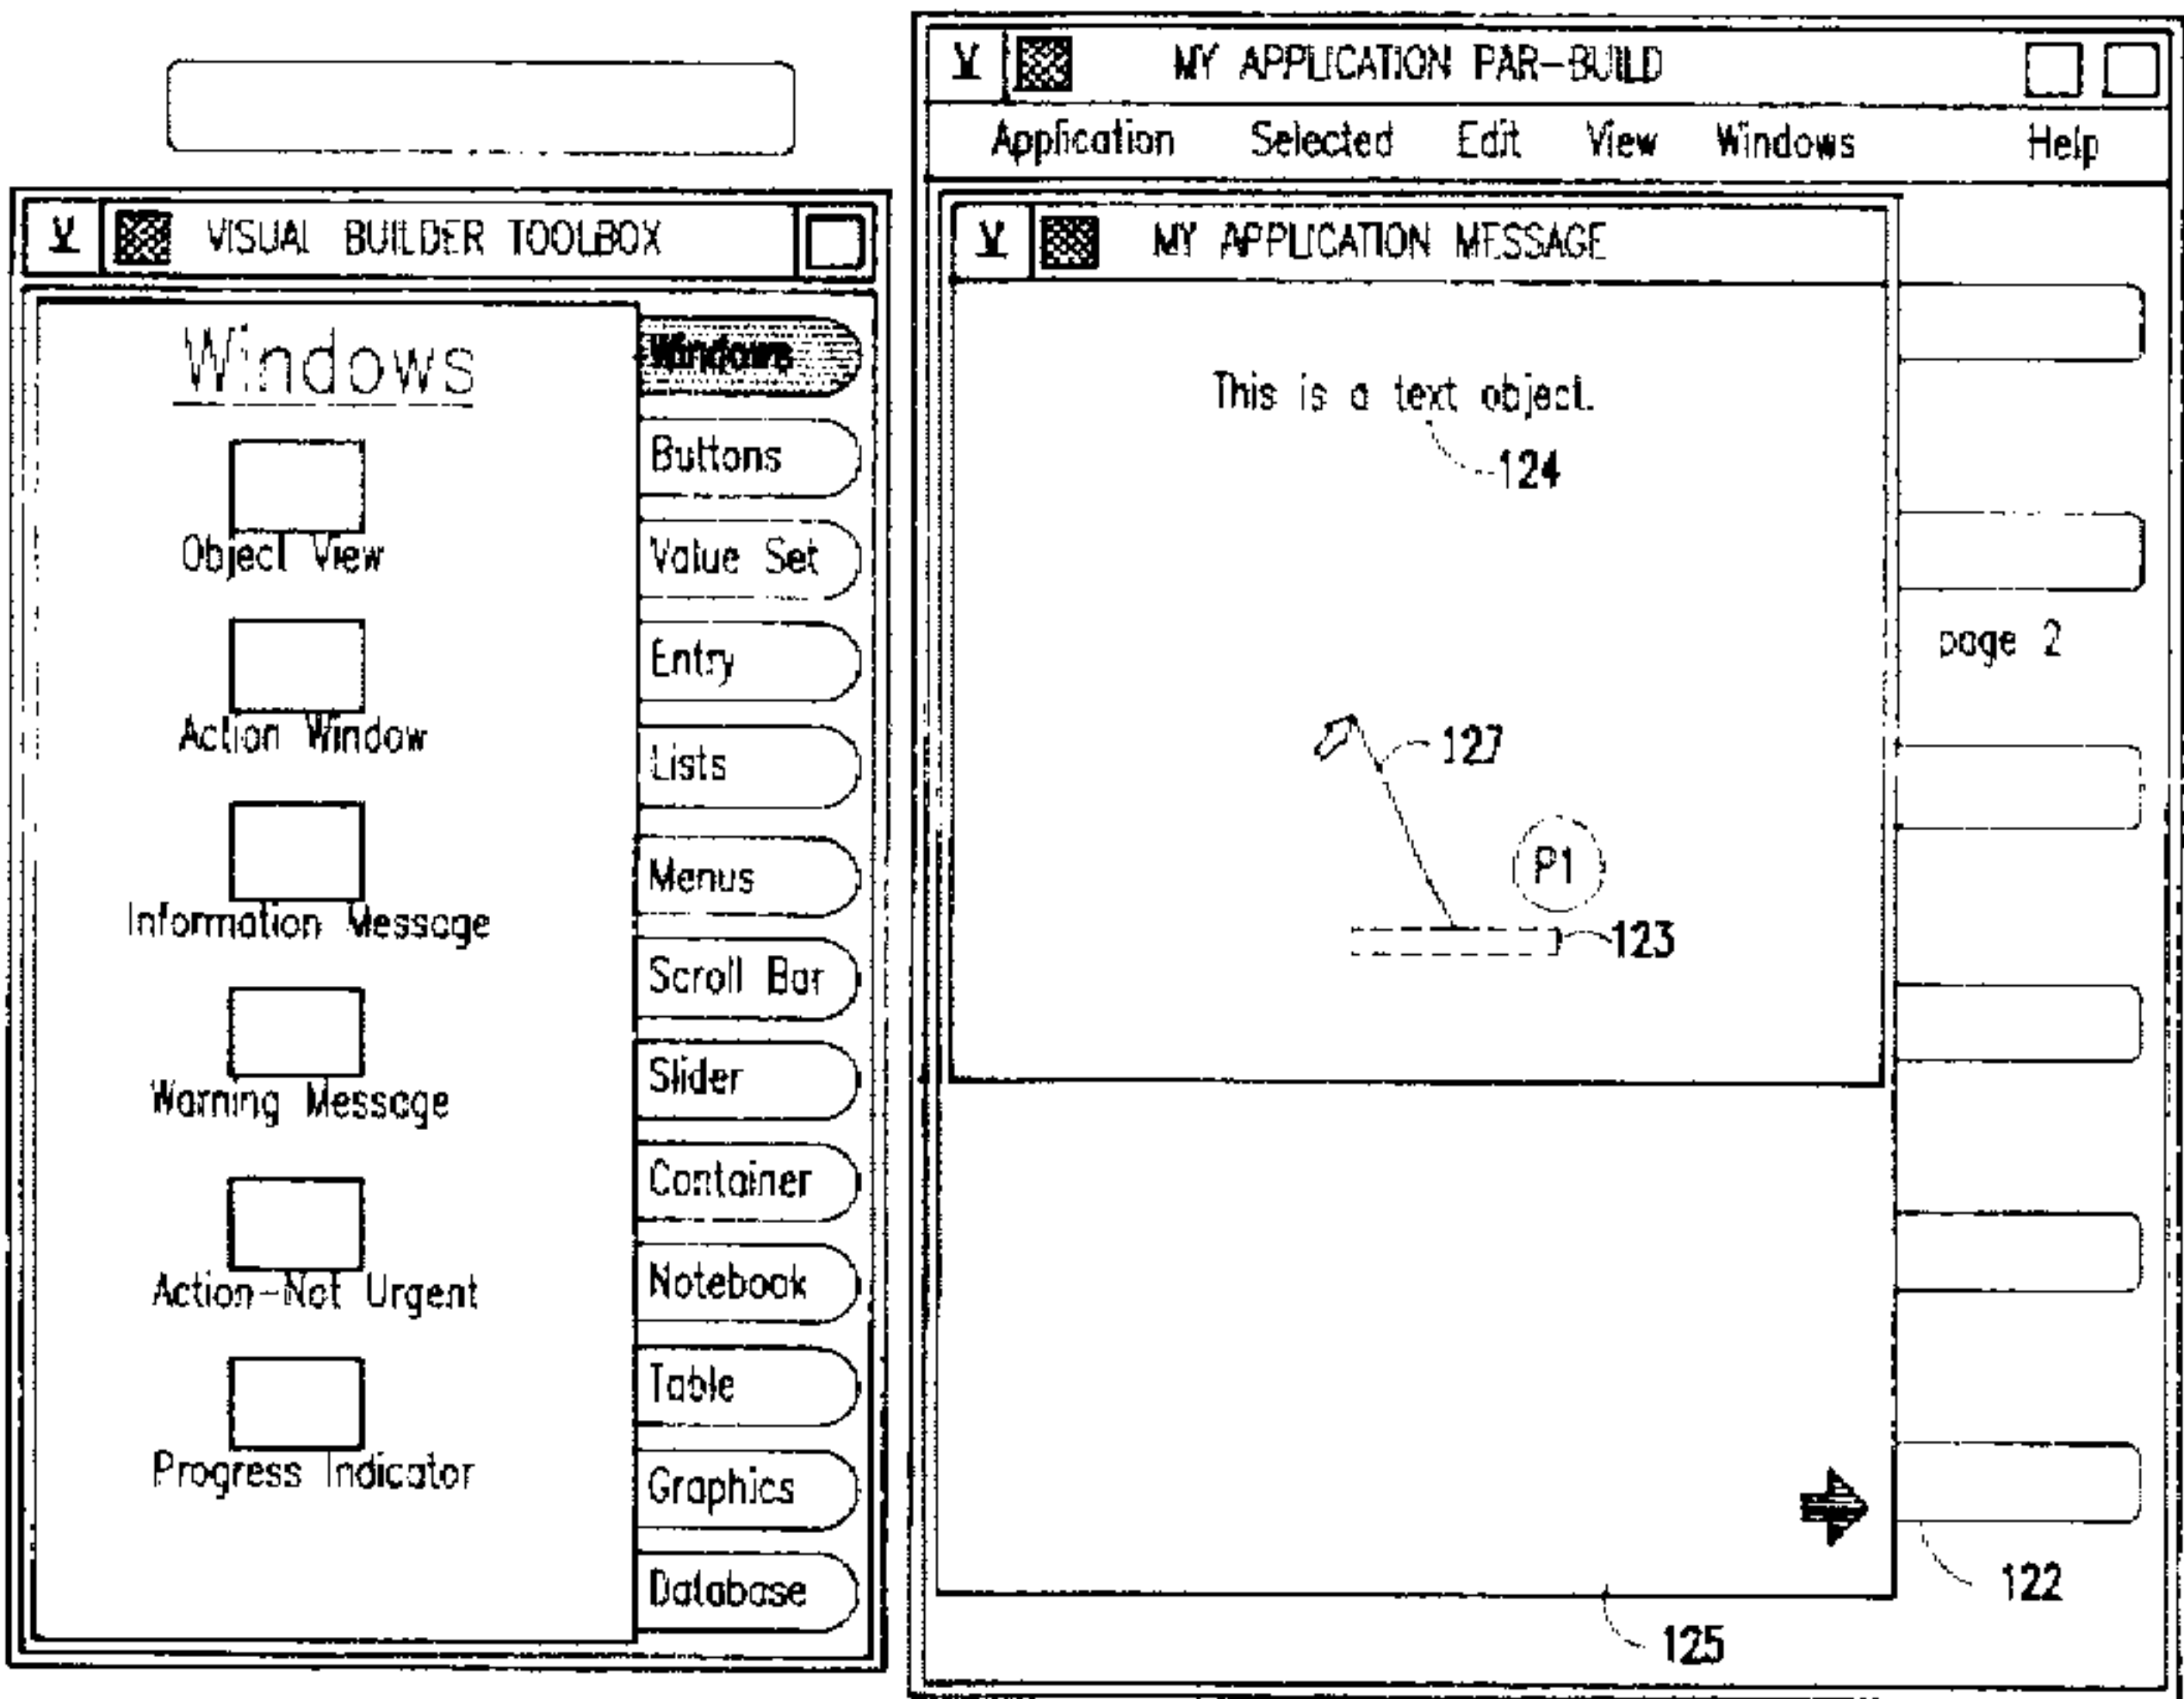 VISUAL BUILDER TOOLBOX
Windows
Object View
Action Window
Information Message
Warning Message
Action-Not Urgent
Progress Indicator
Windows
Buttons
Value Set
Entry
Lists
Menus
Scroll Bar
Slider
Container
Notebook
Table
Graphics
Database
MY APPLICATION PAR-BUILD
Application Selected Edit View Windows Help
MY APPLICATION MESSAGE
This is a text object.
124
page 2
127
P1
123
122
125